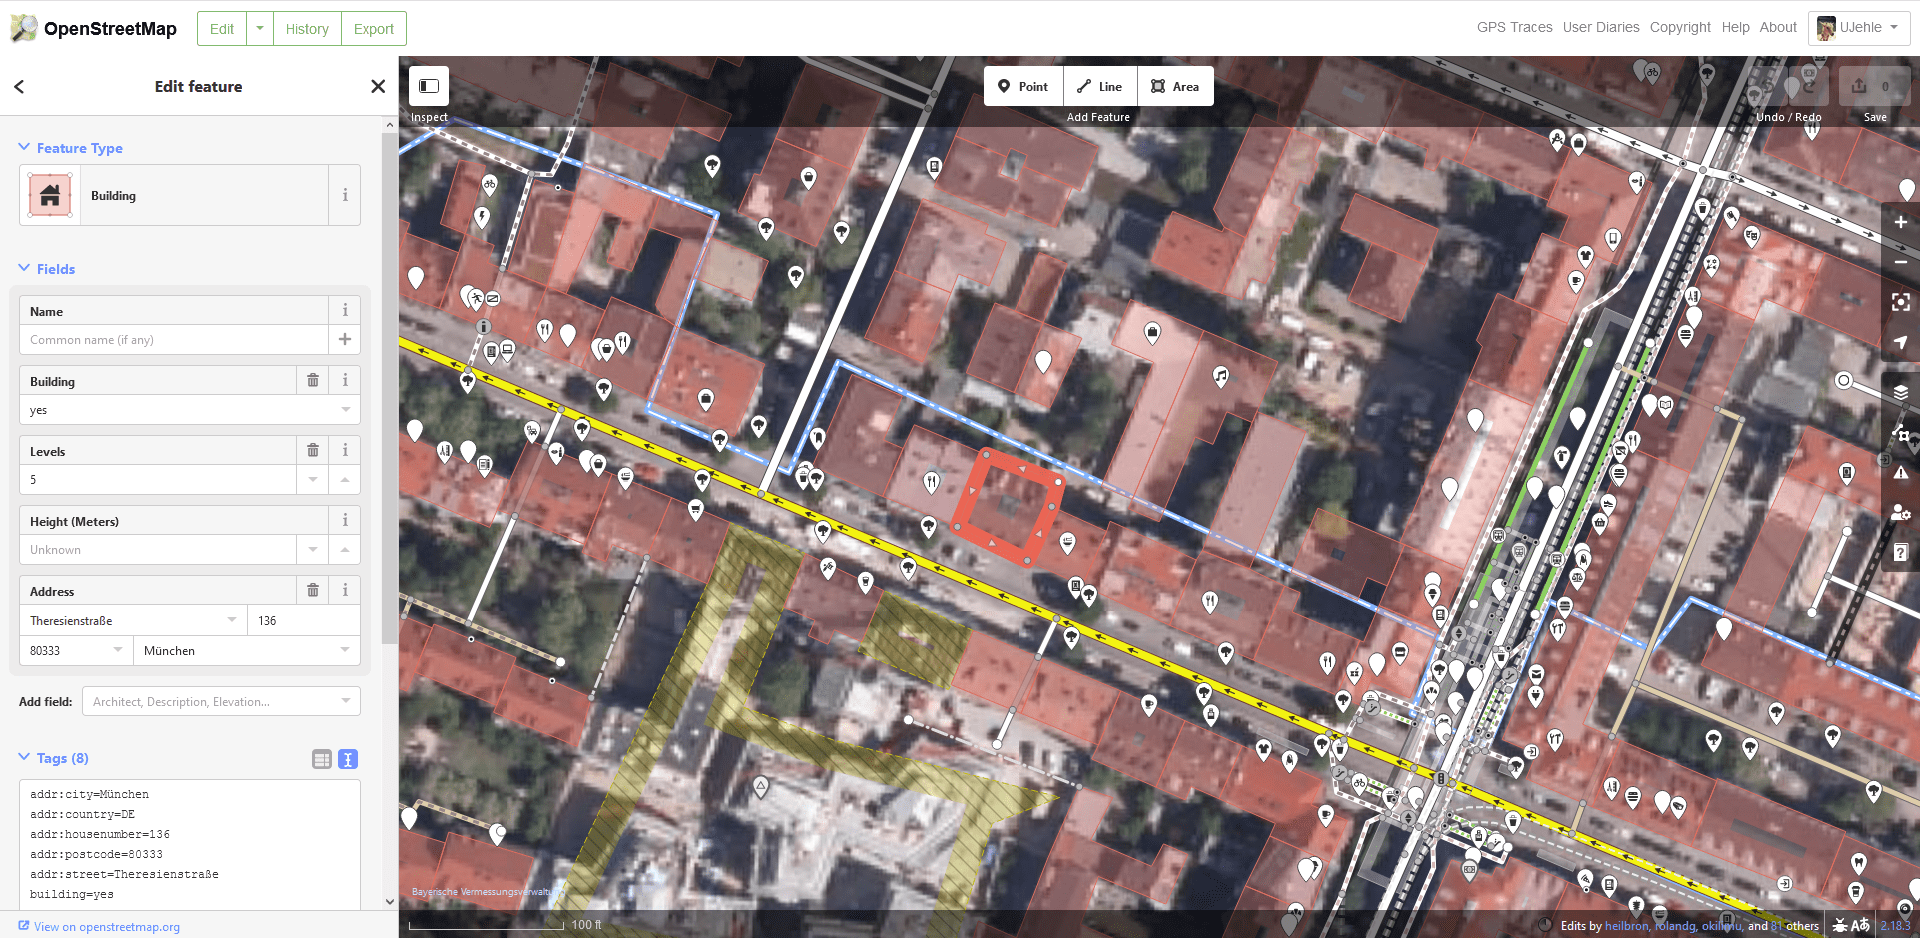 OpenStreetMap
Edit
History
Export
GPS Traces
User Diaries
Copyright
Help
About
UJehle
Edit feature
Inspect
Point
Line
Area
Add Feature
Undo / Redo
0
Save
Feature Type
Building
Fields
Name
Common name (if any)
Building
yes
Levels
5
Height (Meters)
Unknown
Address
Theresienstraße
136
80333
München
Add field:
Architect, Description, Elevation...
Tags (8)
addr:city=München
addr:country=DE
addr:housenumber=136
addr:postcode=80333
addr:street=Theresienstraße
building=yes
View on openstreetmap.org
Bayerische Vermessungsverwaltung
100 ft
Edits by heilbron, rolandg, okilimu, and 81 others
2.18.3